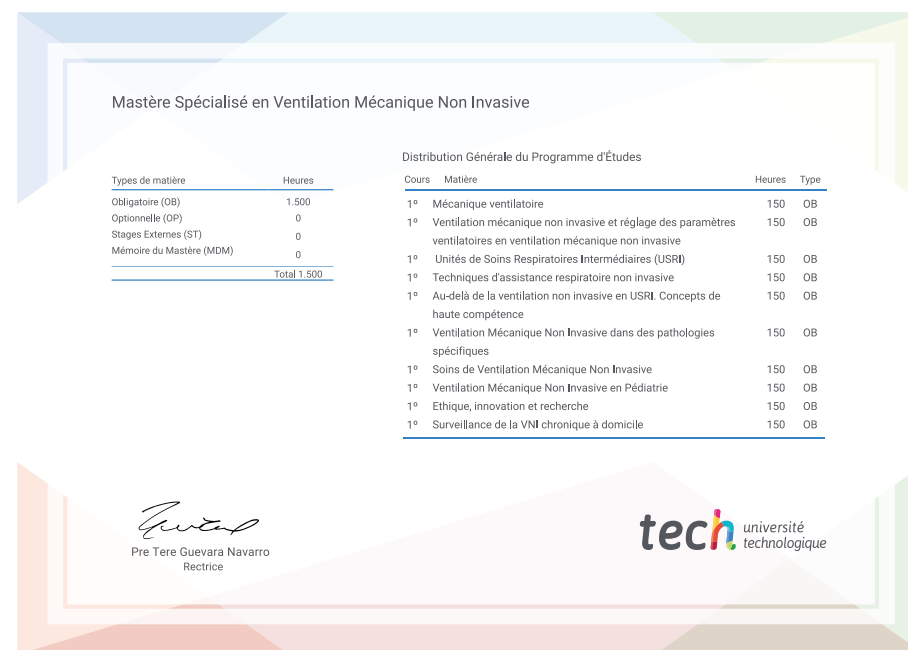 Mastère Spécialisé en Ventilation Mécanique Non Invasive
Types de matière Heures
Obligatoire (OB) 1.500
Optionnelle (OP) 0
Stages Externes (ST) 0
Mémoire du Mastère (MDM) 0
Total 1.500
Distribution Générale du Programme d'Études
Cours Matière Heures Type
1º Mécanique ventilatoire 150 OB
1º Ventilation mécanique non invasive et réglage des paramètres 150 OB
ventilatoires en ventilation mécanique non invasive
1º Unités de Soins Respiratoires Intermédiaires (USRI) 150 OB
1º Techniques d'assistance respiratoire non invasive 150 OB
1º Au-delà de la ventilation non invasive en USRI. Concepts de 150 OB
haute compétence
1º Ventilation Mécanique Non Invasive dans des pathologies 150 OB
spécifiques
1º Soins de Ventilation Mécanique Non Invasive 150 OB
1º Ventilation Mécanique Non Invasive en Pédiatrie 150 OB
1º Ethique, innovation et recherche 150 OB
1º Surveillance de la VNI chronique à domicile 150 OB
Pre Tere Guevara Navarro
Rectrice
tech université
technologique